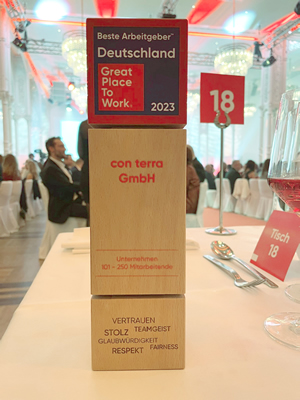 Beste Arbeitgeber™
Deutschland
Great
Place
To
Work.
2023
18
con terra
GmbH
Unternehmen
101 – 250 Mitarbeitende
Tisch
18
VERTRAUEN
STOLZ TEAMGEIST
GLAUBWÜRDIGKEIT
RESPEKT FAIRNESS